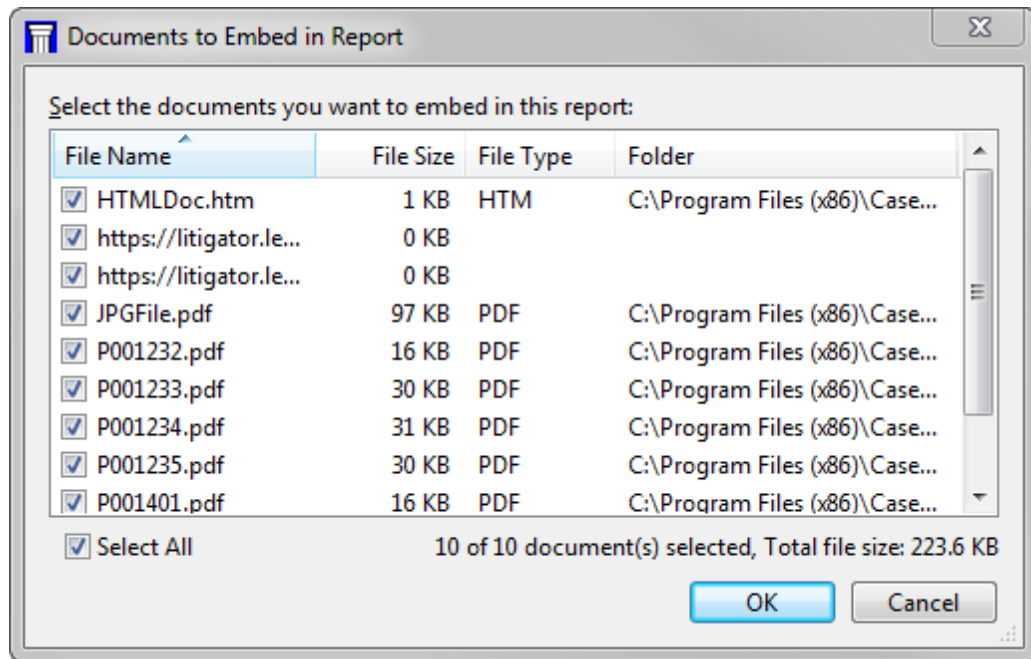 Documents to Embed in Report
Select the documents you want to embed in this report:
File Name File Size File Type Folder
HTMLDoc.htm 1 KB HTM C:\Program Files (x86)\Case...
https://litigator.le... 0 KB
https://litigator.le... 0 KB
JPGFile.pdf 97 KB PDF C:\Program Files (x86)\Case...
P001232.pdf 16 KB PDF C:\Program Files (x86)\Case...
P001233.pdf 30 KB PDF C:\Program Files (x86)\Case...
P001234.pdf 31 KB PDF C:\Program Files (x86)\Case...
P001235.pdf 30 KB PDF C:\Program Files (x86)\Case...
P001401.pdf 16 KB PDF C:\Program Files (x86)\Case...
Select All 10 of 10 document(s) selected, Total file size: 223.6 KB
OK Cancel